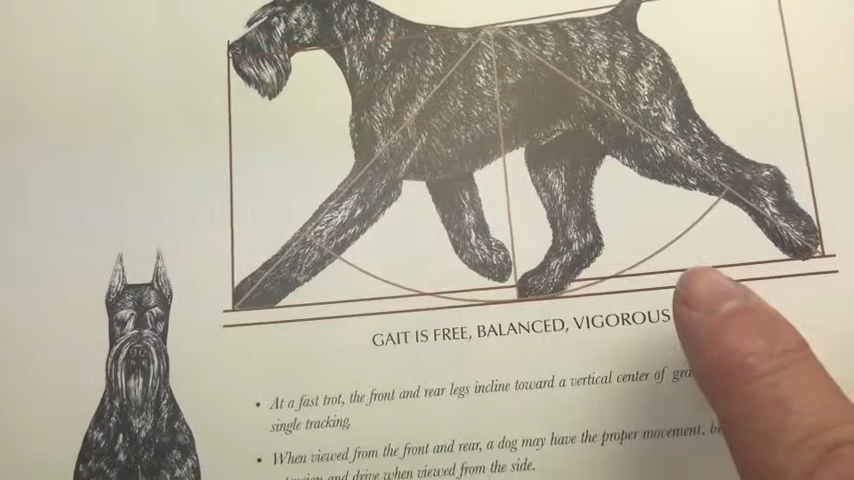 GAIT IS FREE, BALANCED, VIGOROUS
• At a fast trot, the front and rear legs incline toward a vertical center of
single tracking.
• When viewed from the front and rear, a dog may have the proper movement,
and drive when viewed from the side.